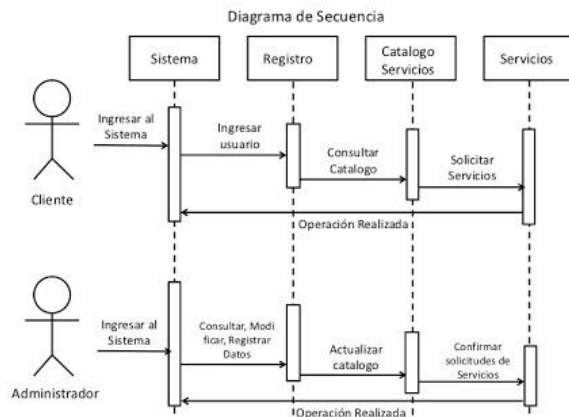 Diagrama de Secuencia
Sistema
Registro
Catalogo
Servicios
Servicios
Ingresar al
Sistema
Ingresar
usuario
Consultar
Catalogo
Solicitar
Servicios
Cliente
Operación Realizada
Ingresar al
Sistema
Consultar, Modi
ficar, Registrar
Datos
Actualizar
catalogo
Confirmar
solicitudes de
Servicios
Administrador
Operación Realizada